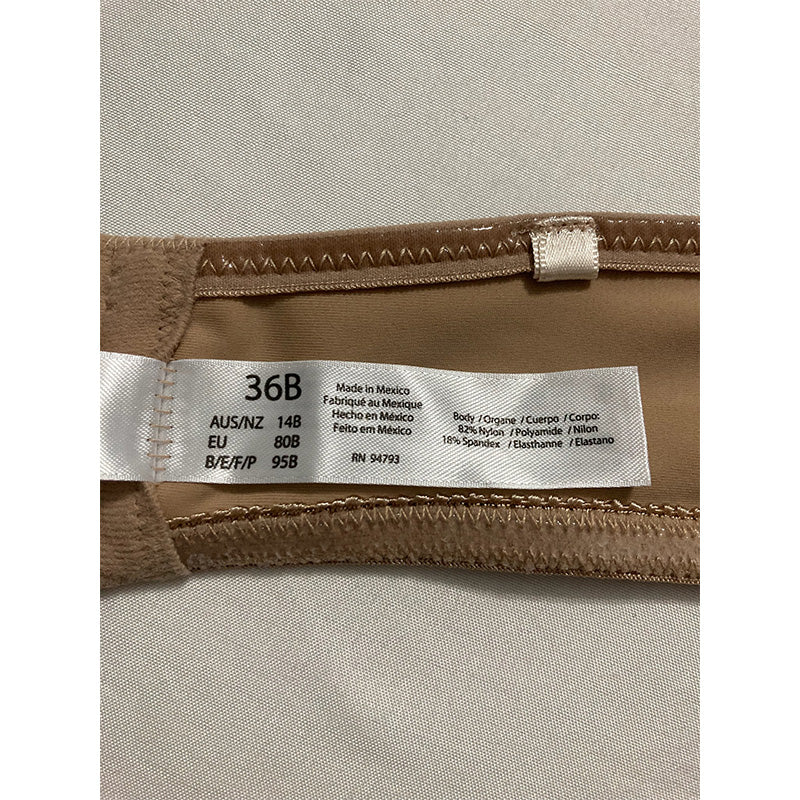 36B
AUS/NZ 14B
EU 80B
B/E/F/P 95B
Made in Mexico
Fabriqué au Mexique
Hecho en México
Feito em México
RN 94793
Body / Organe / Cuerpo / Corpo:
82% Nylon / Polyamide / Nilon
18% Spandex / Elasthanne / Elastano